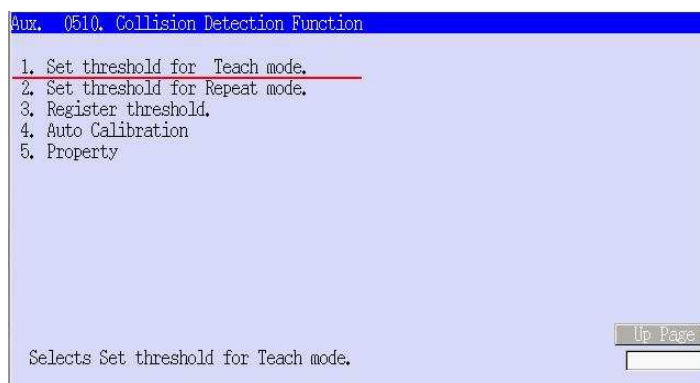 Aux. 0510. Collision Detection Function
1. Set threshold for Teach mode.
2. Set threshold for Repeat mode.
3. Register threshold.
4. Auto Calibration
5. Property
Up Page
Selects Set threshold for Teach mode.